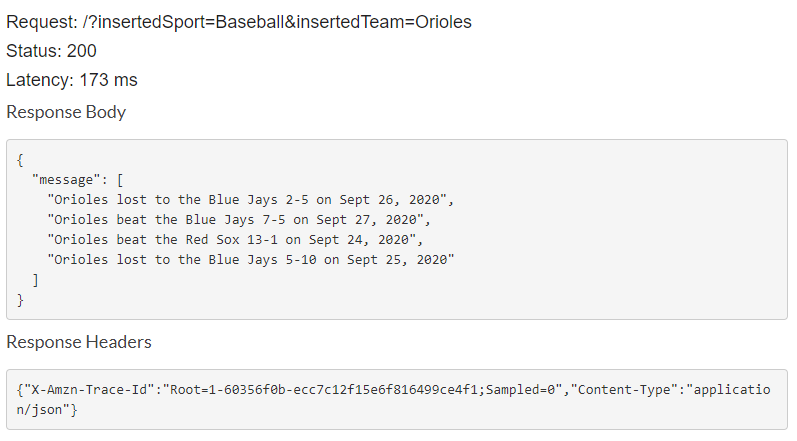 Request: /?insertedSport=Baseball&insertedTeam=Orioles
Status: 200
Latency: 173 ms
Response Body
{
"message": [
"Orioles lost to the Blue Jays 2-5 on Sept 26, 2020",
"Orioles beat the Blue Jays 7-5 on Sept 27, 2020",
"Orioles beat the Red Sox 13-1 on Sept 24, 2020",
"Orioles lost to the Blue Jays 5-10 on Sept 25, 2020"
]
}
Response Headers
{"X-Amzn-Trace-Id":"Root=1-60356f0b-ecc7c12f15e6f816499ce4f1;Sampled=0","Content-Type":"applicatio
n/json"}